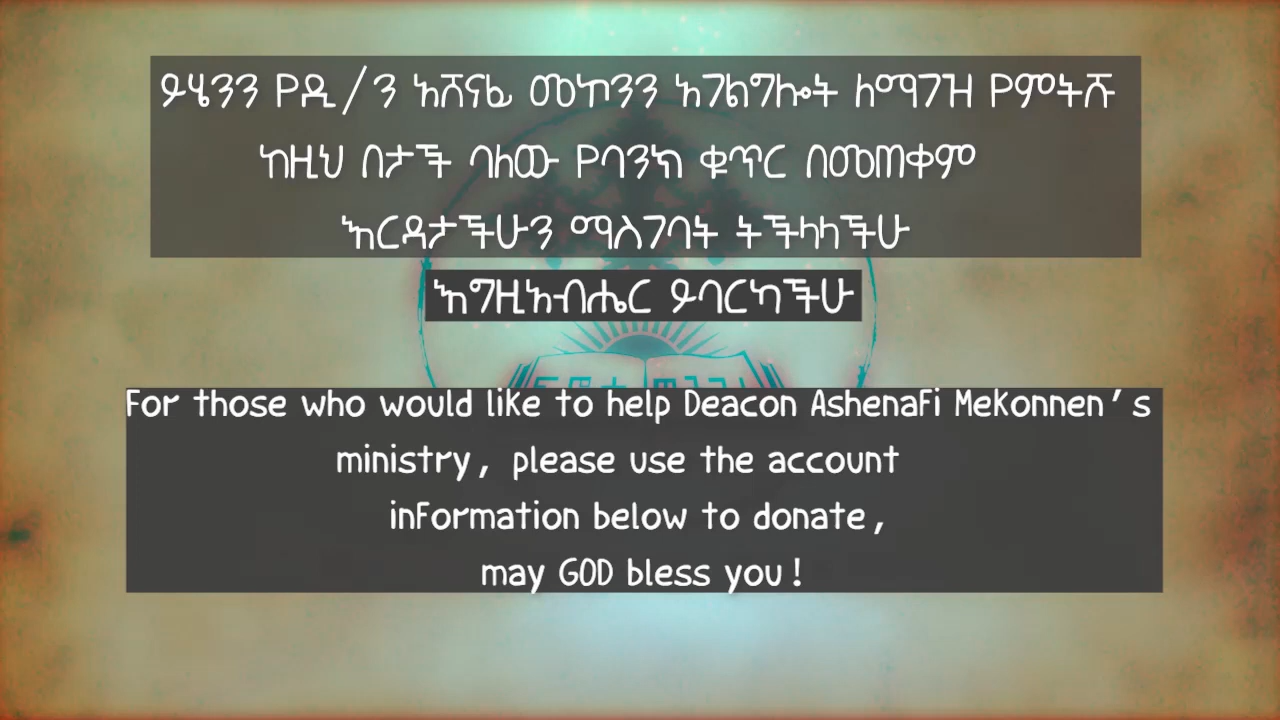 ይሄንን የዲ/ን አሸናፊ መኮንን አገልግሎት ለማገዝ የምትሹ
ከዚህ በታች ባለው የባንክ ቁጥር በመጠቀም
እርዳታችሁን ማስገባት ትችላላችሁ
እግዚአብሔር ይባርካችሁ
For those who would like to help Deacon Ashenafi Mekonnen's
ministry, please use the account
information below to donate,
may GOD bless you!